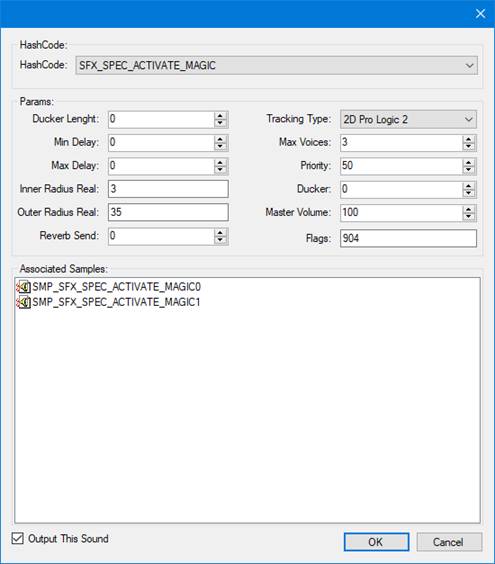 HashCode:
HashCode: SFX_SPEC_ACTIVATE_MAGIC
Params:
Ducker Lenght: 0 Tracking Type: 2D Pro Logic 2
Min Delay: 0 Max Voices: 3
Max Delay: 0 Priority: 50
Inner Radius Real: 3 Ducker: 0
Outer Radius Real: 35 Master Volume: 100
Reverb Send: 0 Flags: 904
Associated Samples:
SMP_SFX_SPEC_ACTIVATE_MAGIC0
SMP_SFX_SPEC_ACTIVATE_MAGIC1
Output This Sound OK Cancel